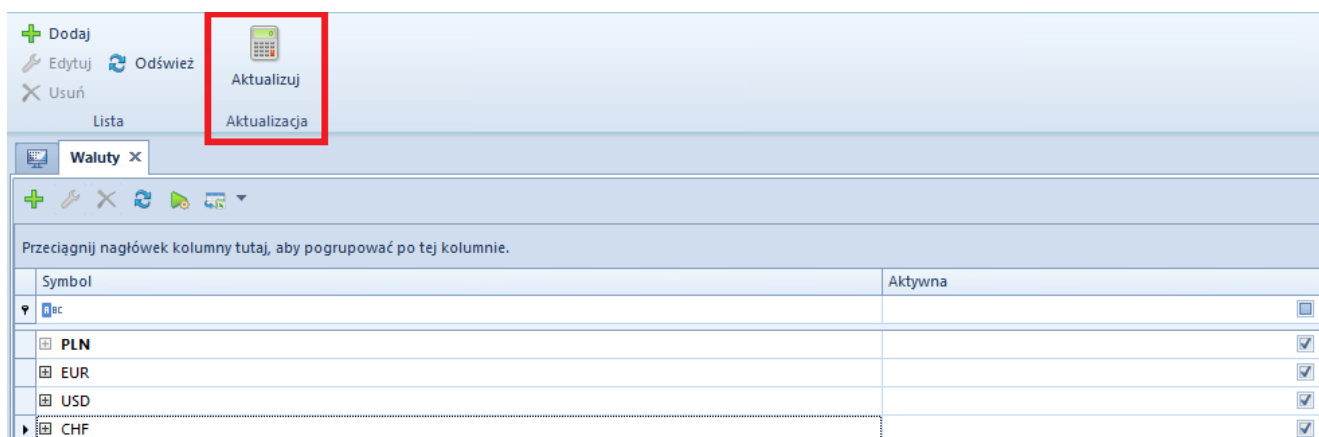 Dodaj
Edytuj Odśwież
Usuń
Aktualizuj
Lista Aktualizacja
Waluty
Przeciągnij nagłówek kolumny tutaj, aby pogrupować po tej kolumnie.
Symbol Aktywna
ABC
PLN
EUR
USD
CHF